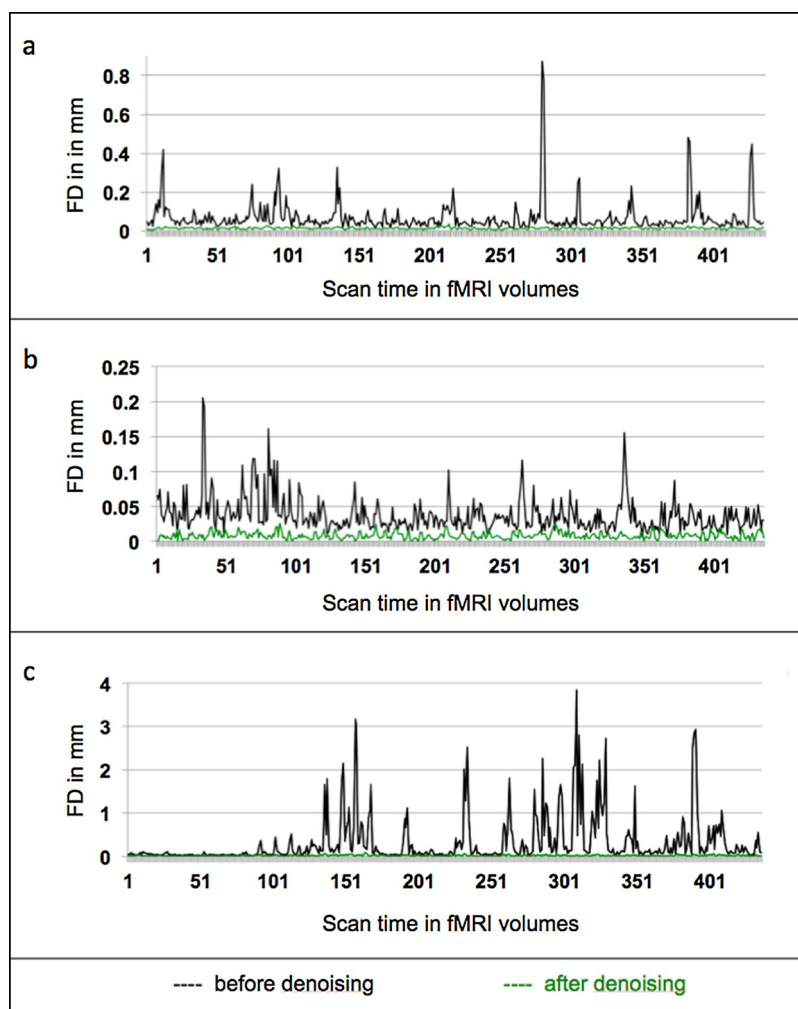 a
FD in in mm
0.8
0.6
0.4
0.2
0
1 51 101 151 201 251 301 351 401
Scan time in fMRI volumes
b
FD in mm
0.25
0.2
0.15
0.1
0.05
0
1 51 101 151 201 251 301 351 401
Scan time in fMRI volumes
c
FD in mm
4
3
2
1
0
1 51 101 151 201 251 301 351 401
Scan time in fMRI volumes
before denoising after denoising